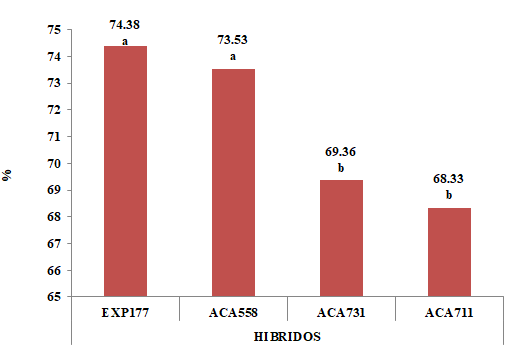 75
74
73
72
71
70
69
68
67
66
65
%
74.38
a
73.53
a
69.36
b
68.33
b
EXP177
ACA558
ACA731
ACA711
HIBRIDOS